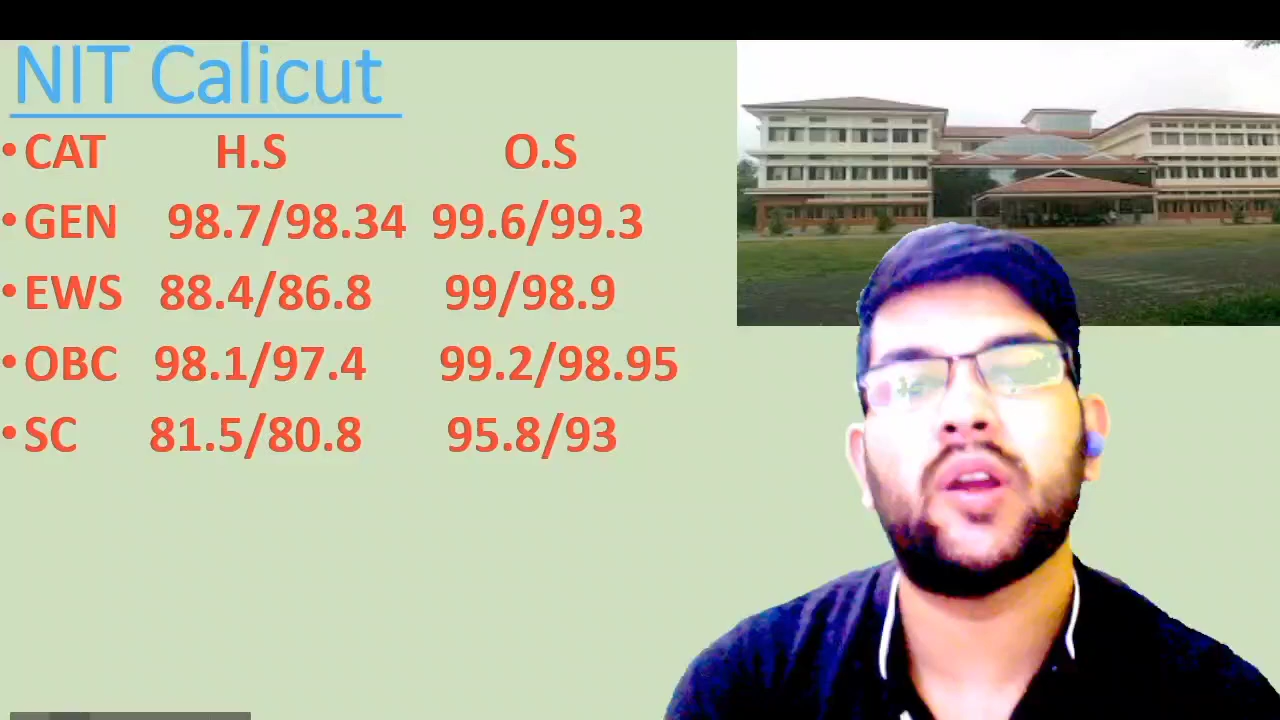 NIT Calicut
• CAT H.S O.S
• GEN 98.7/98.34 99.6/99.3
• EWS 88.4/86.8 99/98.9
• OBC 98.1/97.4 99.2/98.95
• SC 81.5/80.8 95.8/93